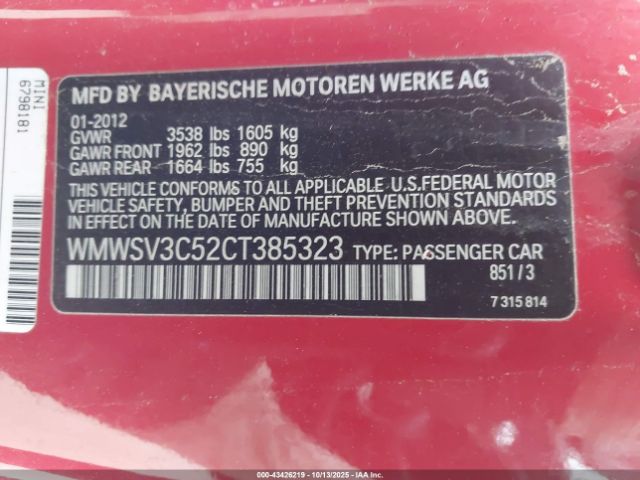 MFD BY BAYERISCHE MOTOREN WERKE AG
01-2012
GVWR 3538 lbs 1605 kg
GAWR FRONT 1962 lbs 890 kg
GAWR REAR 1664 lbs 755 kg
THIS VEHICLE CONFORMS TO ALL APPLICABLE U.S.FEDERAL MOTOR
VEHICLE SAFETY, BUMPER AND THEFT PREVENTION STANDARDS
IN EFFECT ON THE DATE OF MANUFACTURE SHOWN ABOVE.
WMWSV3C52CT385323 TYPE: PASSENGER CAR
851/3
7 315 814
MINI
6798181
000-43426219 - 10/13/2025 - www.iaai.com